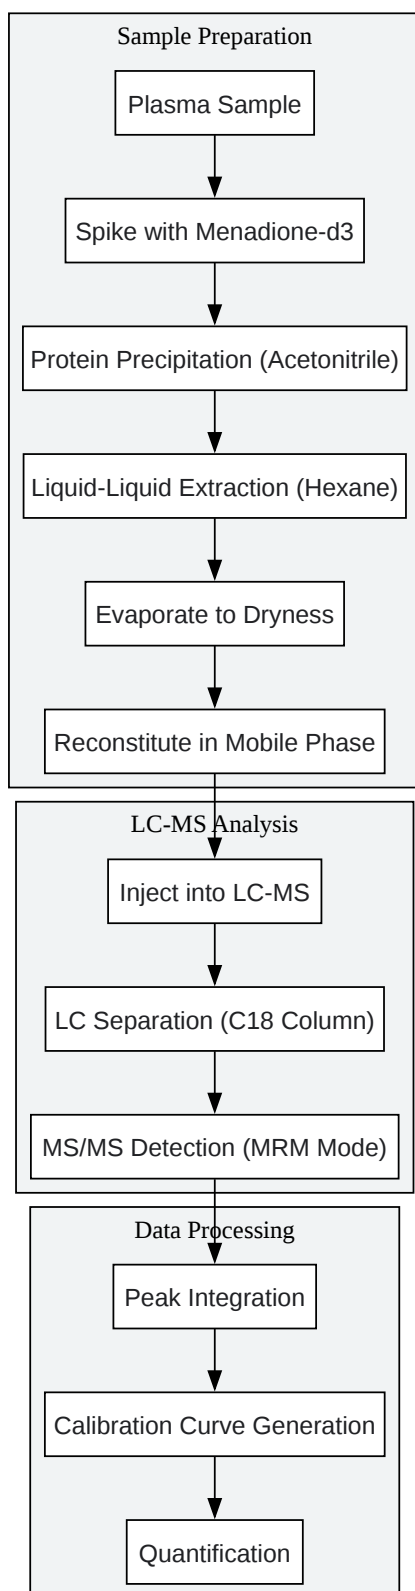 Sample Preparation
Plasma Sample
Spike with Menadione-d3
Protein Precipitation (Acetonitrile)
Liquid-Liquid Extraction (Hexane)
Evaporate to Dryness
Reconstitute in Mobile Phase
LC-MS Analysis
Inject into LC-MS
LC Separation (C18 Column)
MS/MS Detection (MRM Mode)
Data Processing
Peak Integration
Calibration Curve Generation
Quantification